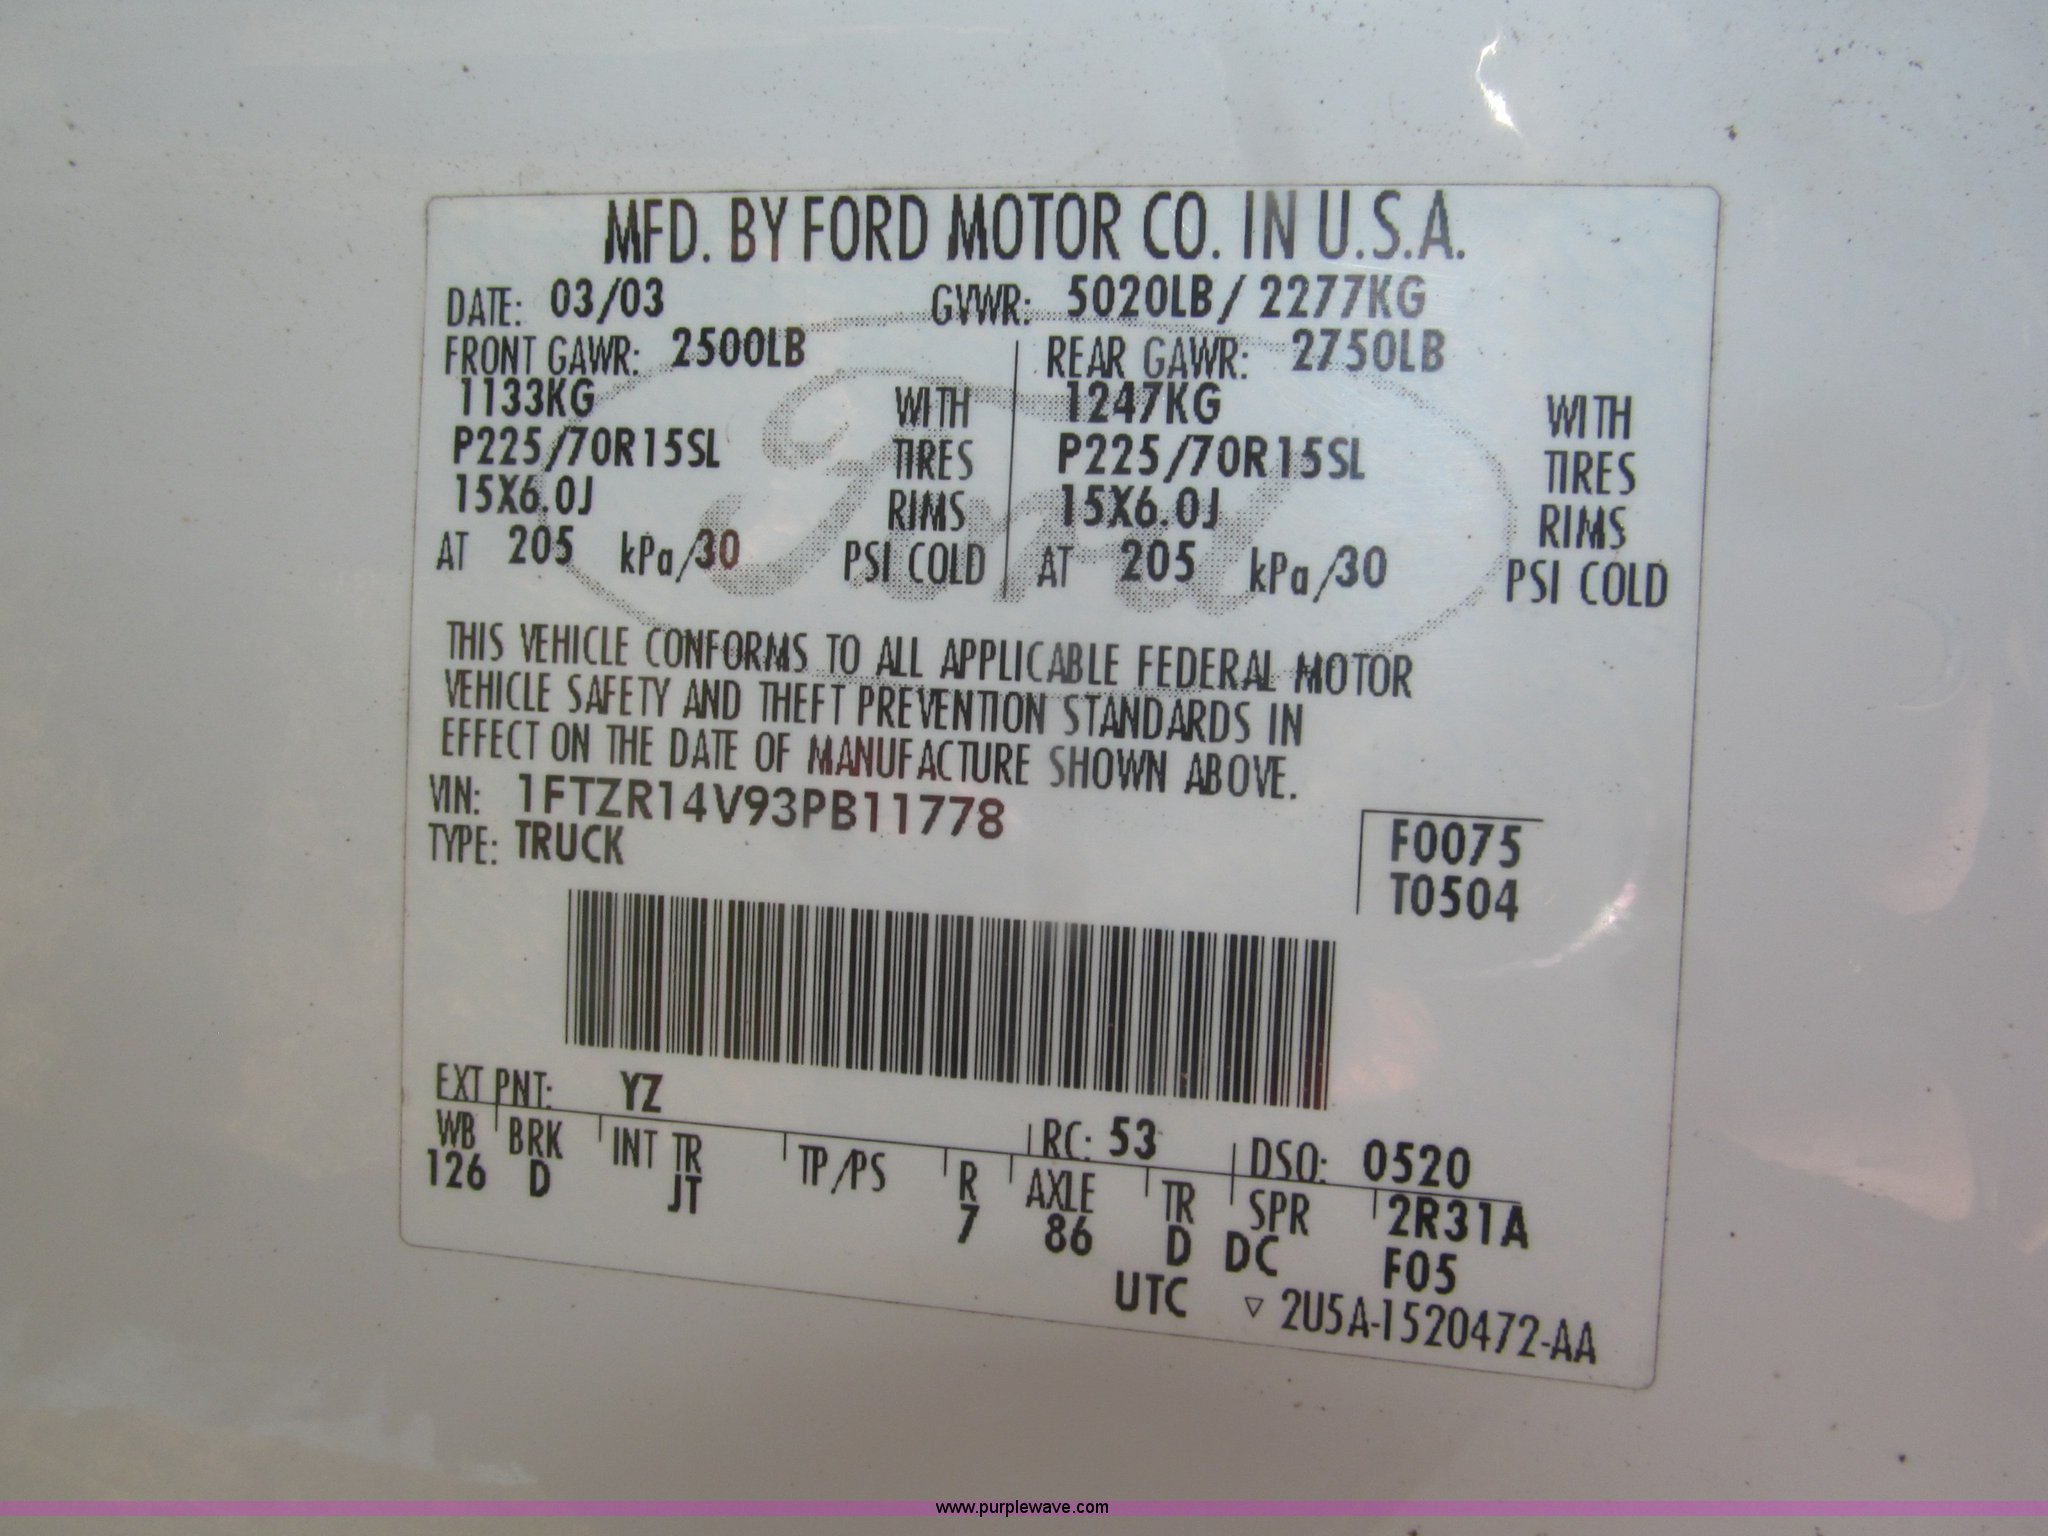 MFD. BY FORD MOTOR CO. IN U.S.A.
DATE: 03/03 GVWR: 5020LB / 2277KG
FRONT GAWR: 2500LB REAR GAWR: 2750LB
1133KG WITH 1247KG WITH
P225/70R15SL TIRES P225/70R15SL TIRES
15X6.0J RIMS 15X6.0J RIMS
AT 205 kPa/30 PSI COLD AT 205 kPa/30 PSI COLD
Ford
THIS VEHICLE CONFORMS TO ALL APPLICABLE FEDERAL MOTOR
VEHICLE SAFETY AND THEFT PREVENTION STANDARDS IN
EFFECT ON THE DATE OF MANUFACTURE SHOWN ABOVE.
VIN: 1FTZR14V93PB11778
TYPE: TRUCK
F0075
T0504
EXT PNT: YZ RC: 53 DSO: 0520
WB BRK INT TR TP/PS R AXLE TR SPR 2R31A
126 D JT 7 86 D DC F05
UTC ▽ 2U5A-1520472-AA
www.purplewave.com